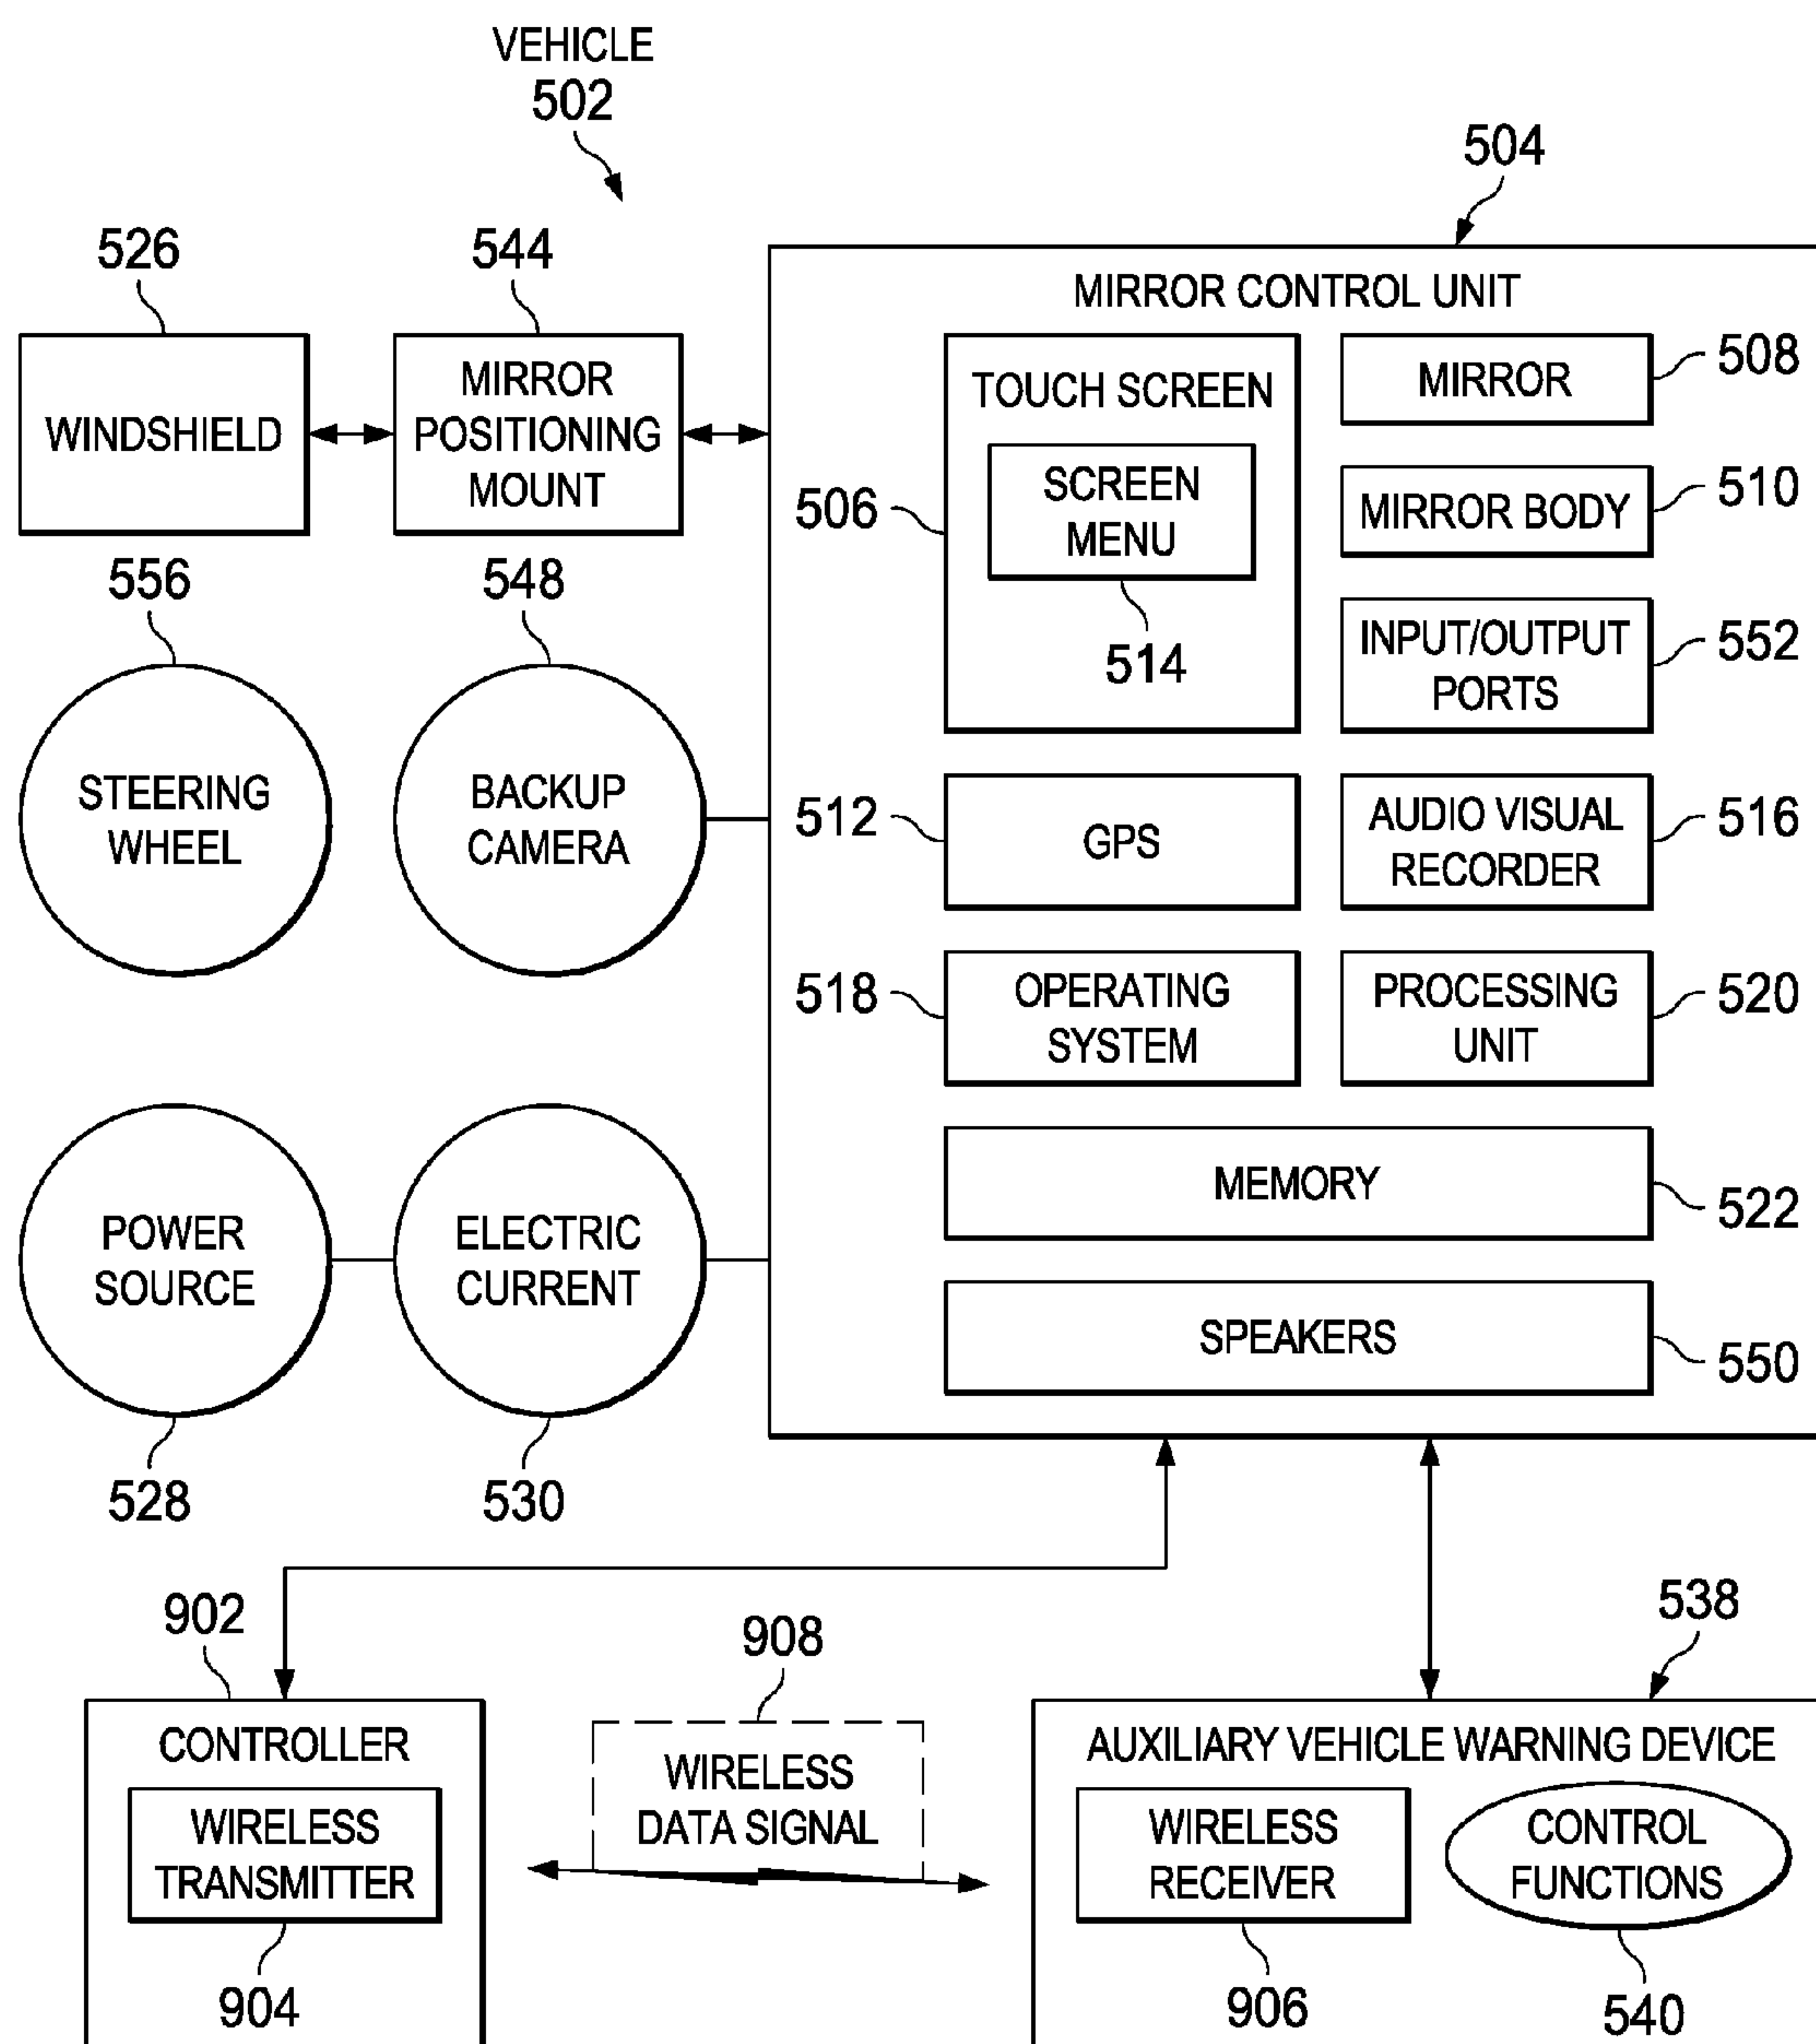 VEHICLE
502
504
526
544
MIRROR CONTROL UNIT
WINDSHIELD
MIRROR
POSITIONING
MOUNT
TOUCH SCREEN
SCREEN
MENU
506
514
MIRROR
508
MIRROR BODY
510
INPUT/OUTPUT
PORTS
552
556
548
STEERING
WHEEL
BACKUP
CAMERA
512
GPS
AUDIO VISUAL
RECORDER
516
518
OPERATING
SYSTEM
PROCESSING
UNIT
520
POWER
SOURCE
ELECTRIC
CURRENT
MEMORY
522
SPEAKERS
550
528
530
902
908
538
CONTROLLER
WIRELESS
TRANSMITTER
904
WIRELESS
DATA SIGNAL
AUXILIARY VEHICLE WARNING DEVICE
WIRELESS
RECEIVER
906
CONTROL
FUNCTIONS
540